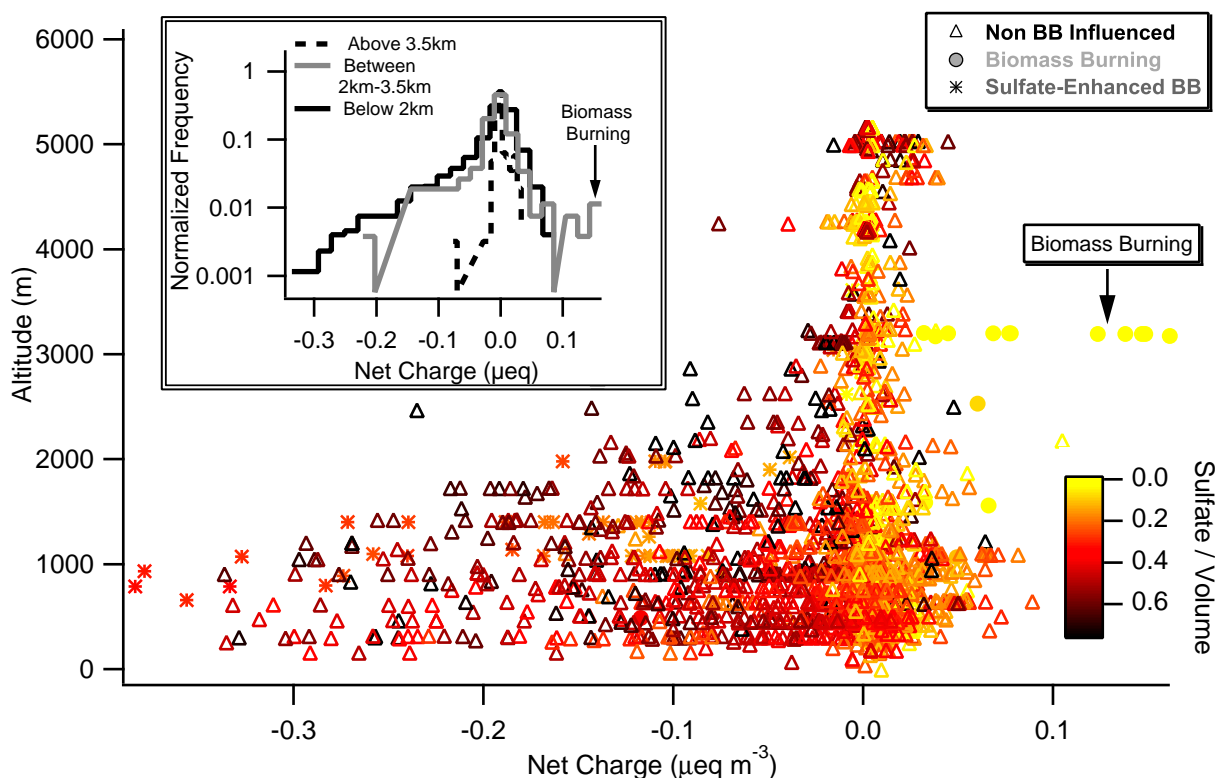 6000
5000
4000
3000
2000
1000
0
Altitude (m)
-0.3
-0.2
-0.1
0.0
0.1
Net Charge (µeq m-3)
Above 3.5km
Between
2km-3.5km
Below 2km
1
0.1
0.01
0.001
Normalized Frequency
-0.3
-0.2
-0.1
0.0
0.1
Net Charge (µeq)
Biomass
Burning
Non BB Influenced
Biomass Burning
Sulfate-Enhanced BB
Biomass Burning
0.0
0.2
0.4
0.6
Sulfate / Volume